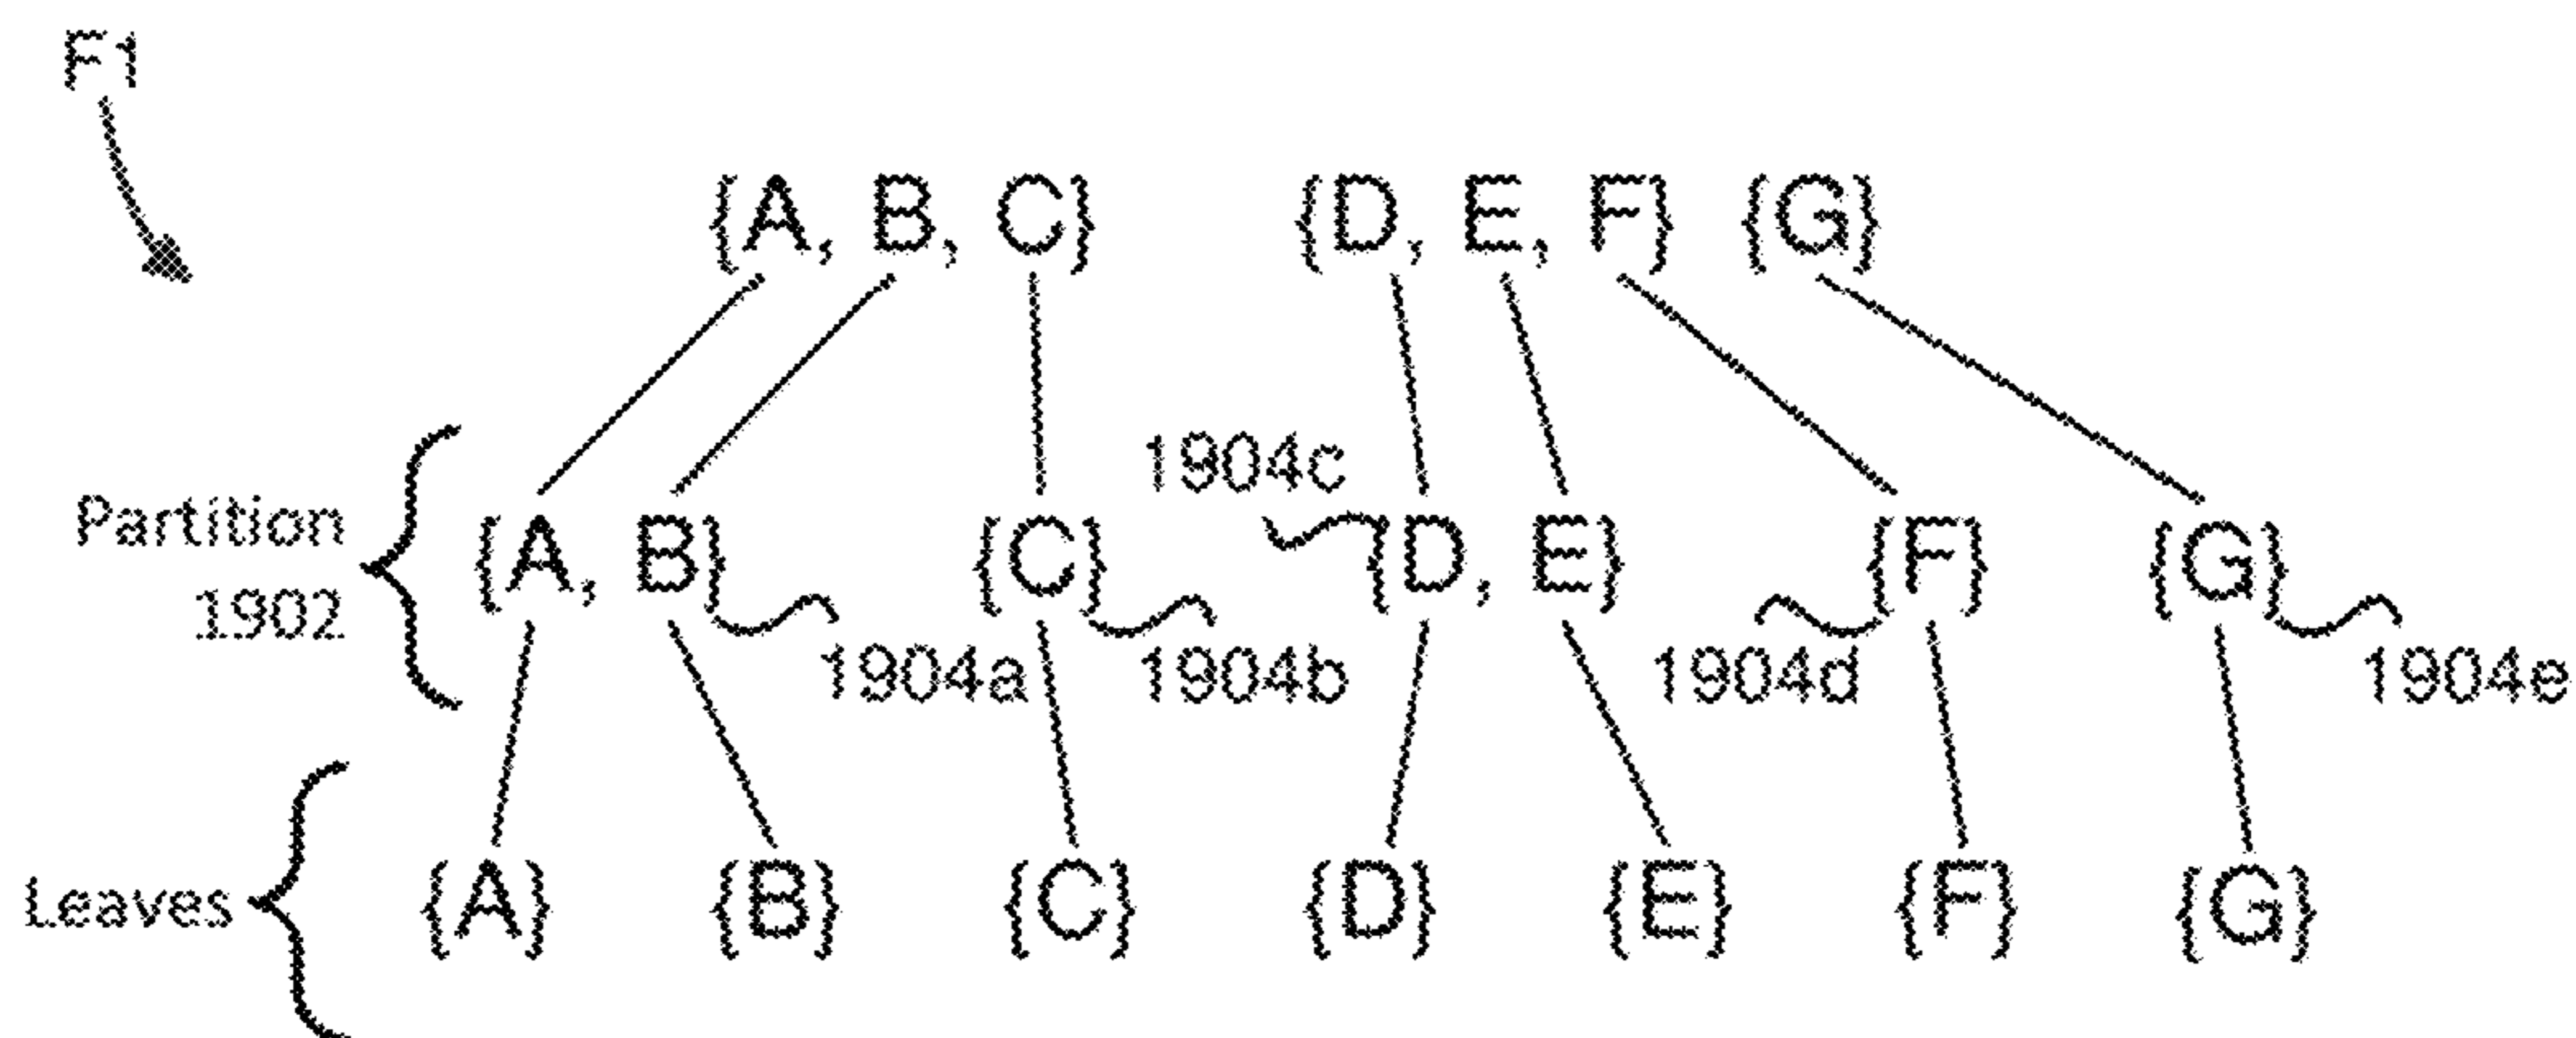 F1
{A, B, C} {D, E, F} {G}
1904c
Partition
1902
{A, B} {C} {D, E} {F} {G}
1904a 1904b 1904d 1904e
Leaves
{A} {B} {C} {D} {E} {F} {G}